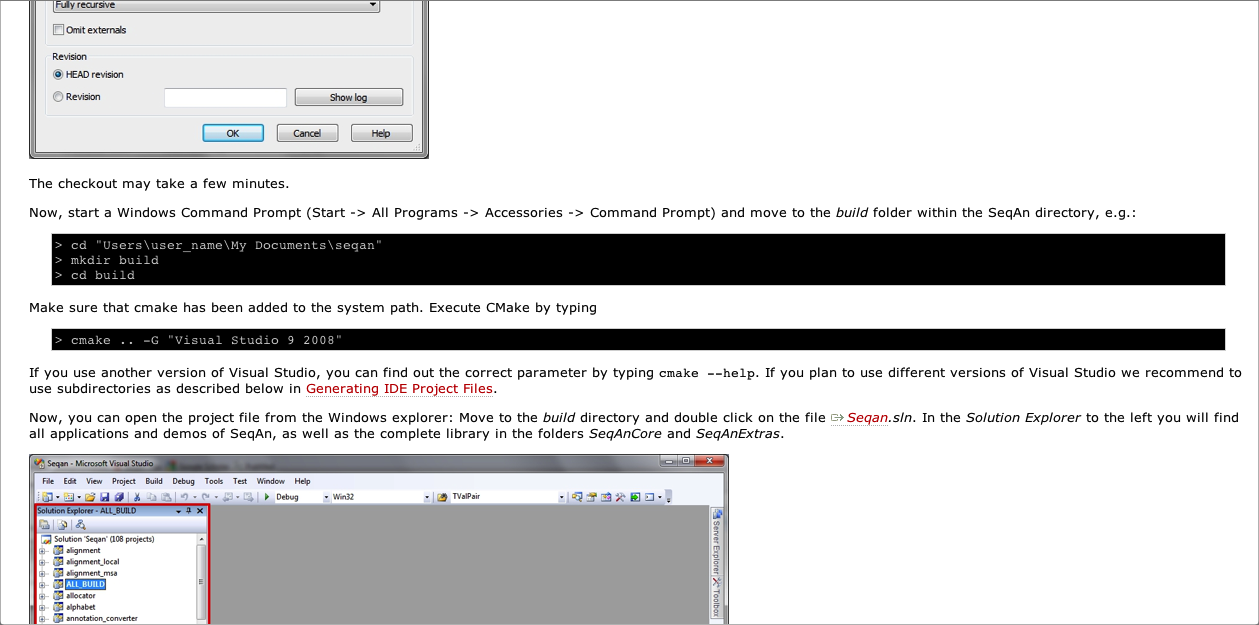 Fully recursive
Omit externals
Revision
HEAD revision
Revision
Show log
OK Cancel Help
The checkout may take a few minutes.
Now, start a Windows Command Prompt (Start -> All Programs -> Accessories -> Command Prompt) and move to the build folder within the SeqAn directory, e.g.:
> cd "Users\user_name\My Documents\seqan"
> mkdir build
> cd build
Make sure that cmake has been added to the system path. Execute CMake by typing
> cmake .. -G "Visual Studio 9 2008"
If you use another version of Visual Studio, you can find out the correct parameter by typing cmake --help. If you plan to use different versions of Visual Studio we recommend to
use subdirectories as described below in Generating IDE Project Files.
Now, you can open the project file from the Windows explorer: Move to the build directory and double click on the file Seqan.sln. In the Solution Explorer to the left you will find
all applications and demos of SeqAn, as well as the complete library in the folders SeqAnCore and SeqAnExtras.
Seqan - Microsoft Visual Studio
File Edit View Project Build Debug Tools Test Window Help
Debug Win32 TValPair
Solution Explorer - ALL_BUILD
Solution 'Seqan' (108 projects)
alignment
alignment_local
alignment_msa
ALL_BUILD
allocator
alphabet
annotation_converter
Server Explorer
Toolbox